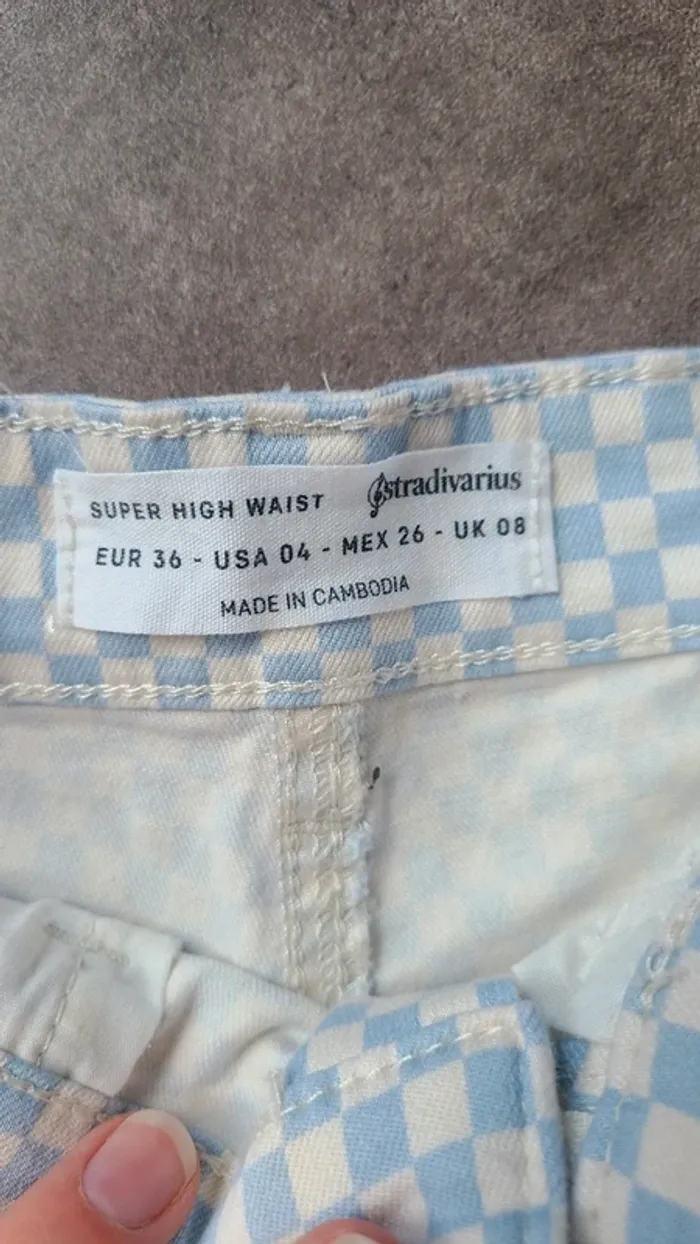 SUPER HIGH WAIST stradivarius
EUR 36 - USA 04 - MEX 26 - UK 08
MADE IN CAMBODIA